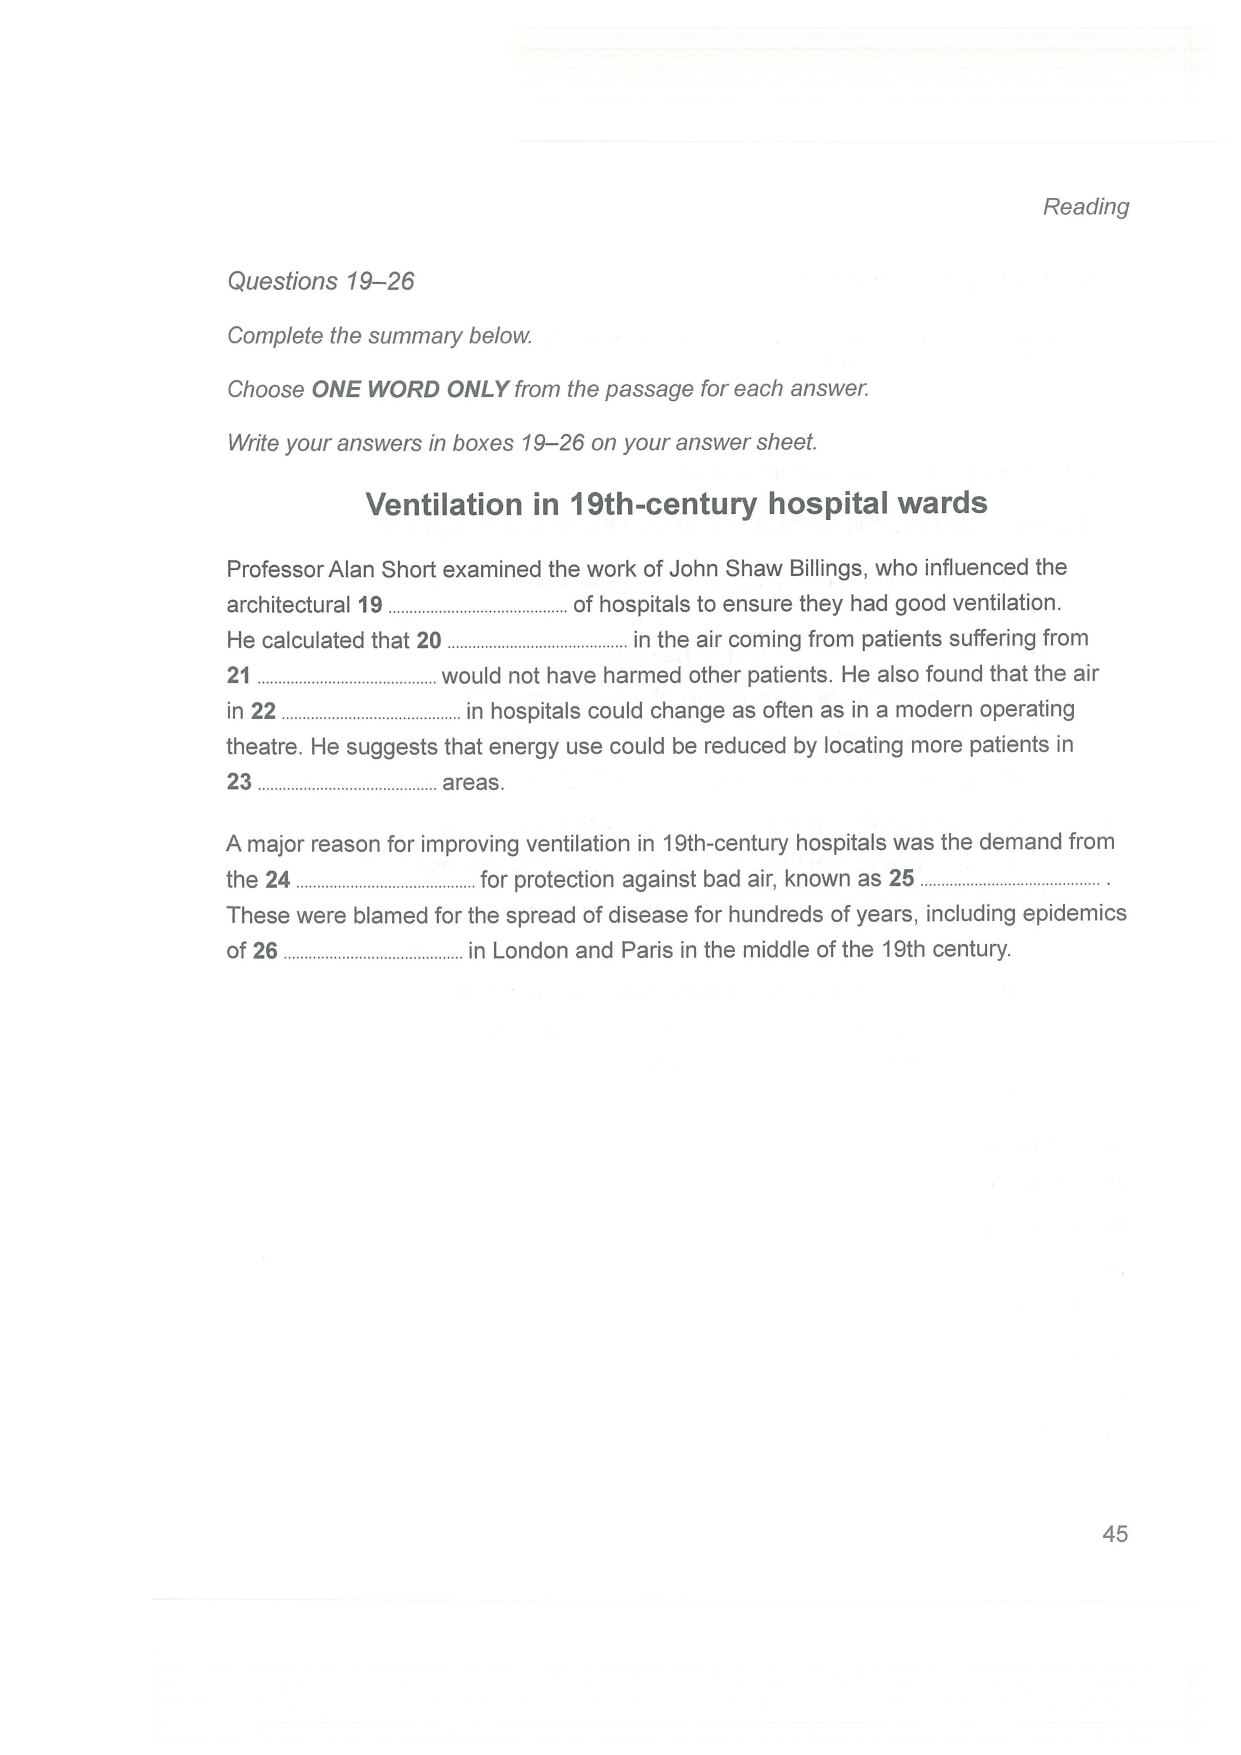 Reading
Questions 19–26
Complete the summary below.
Choose ONE WORD ONLY from the passage for each answer.
Write your answers in boxes 19–26 on your answer sheet.
Ventilation in 19th-century hospital wards
Professor Alan Short examined the work of John Shaw Billings, who influenced the
architectural 19 ........................................ of hospitals to ensure they had good ventilation.
He calculated that 20 ........................................ in the air coming from patients suffering from
21 ........................................ would not have harmed other patients. He also found that the air
in 22 ........................................ in hospitals could change as often as in a modern operating
theatre. He suggests that energy use could be reduced by locating more patients in
23 ........................................ areas.
A major reason for improving ventilation in 19th-century hospitals was the demand from
the 24 ........................................ for protection against bad air, known as 25 ........................................ .
These were blamed for the spread of disease for hundreds of years, including epidemics
of 26 ........................................ in London and Paris in the middle of the 19th century.
45